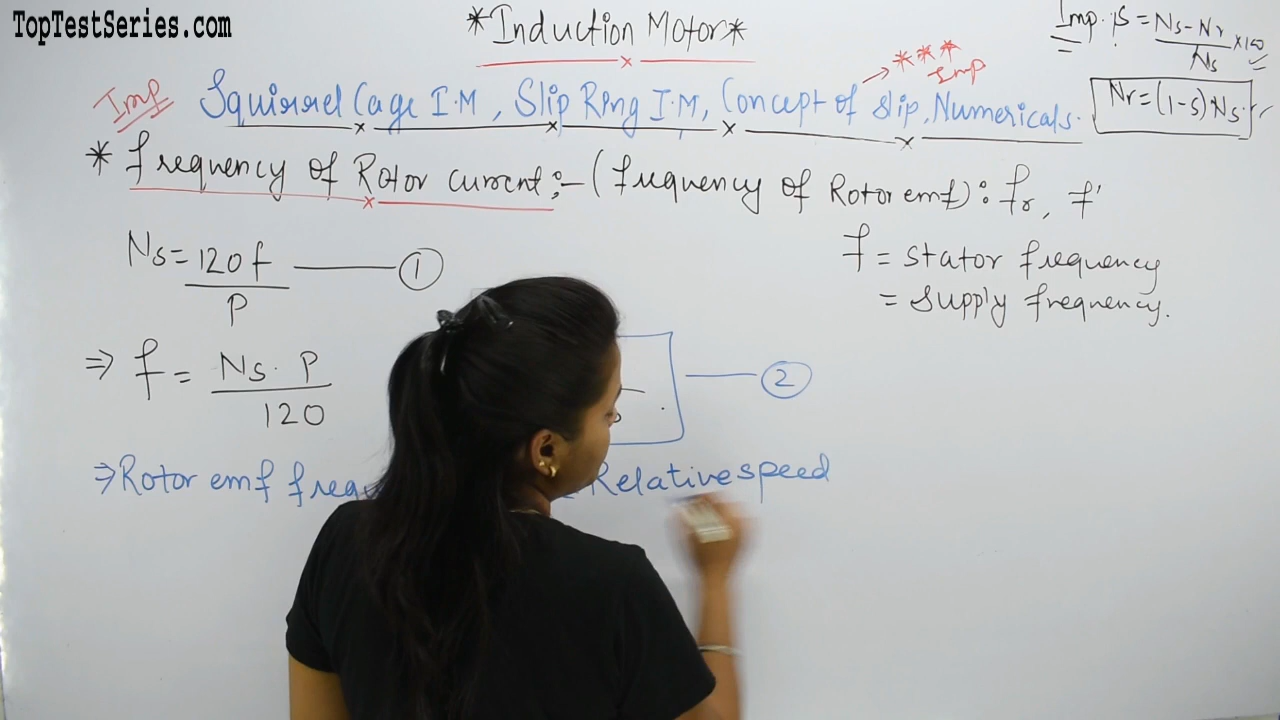 TopTestSeries.com
*Induction Motor*
Imp. S = Ns - Nr / Ns × 100
Nr = (1-s) Ns.
*** Imp
Imp Squirrel Cage I.M, Slip Ring I.M, Concept of slip, Numericals.
* frequency of Rotor current :- (frequency of Rotor emf) : fr, f'
Ns = 120 f / P —— 1
f = stator frequency
= supply frequency.
⇒ f = Ns. P / 120
—— 2
⇒ Rotor emf Relative speed